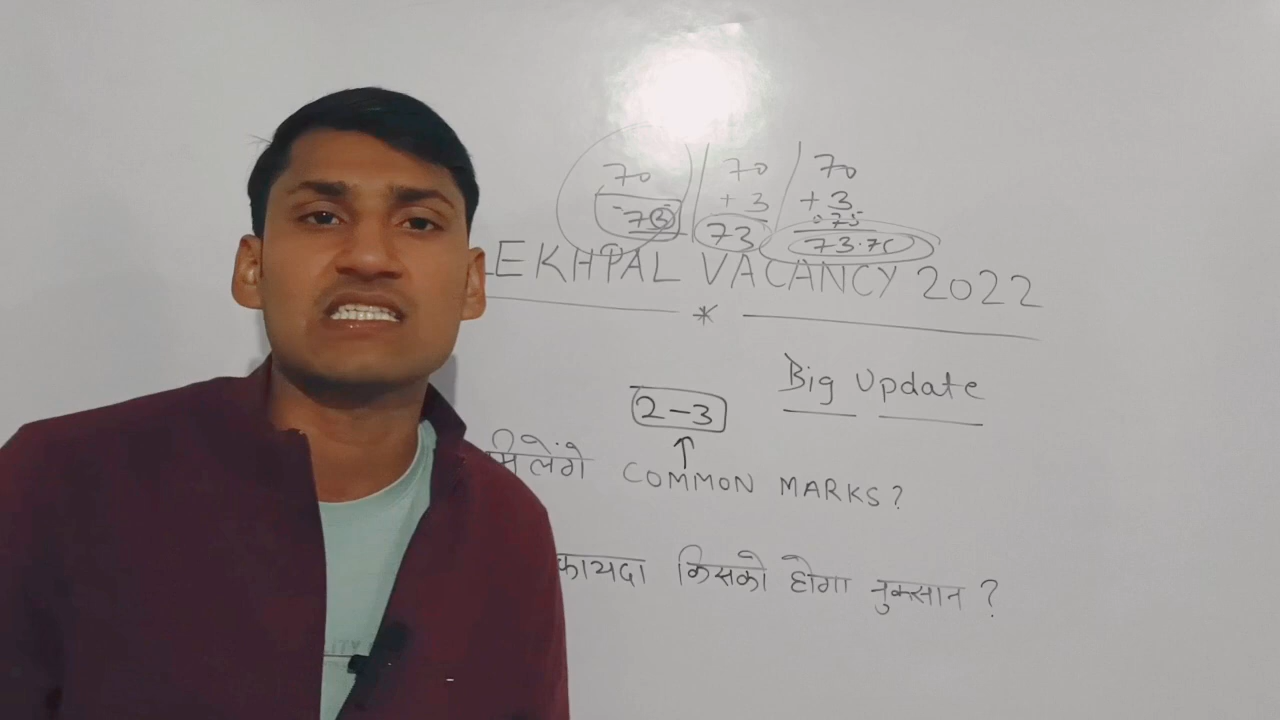 70 70 70
+ 3 + 3
73 73 .75
73.75
LEKHPAL VACANCY 2022
*
Big Update
2-3
↑
मिलेंगे COMMON MARKS?
फायदा किसको होगा नुकसान ?